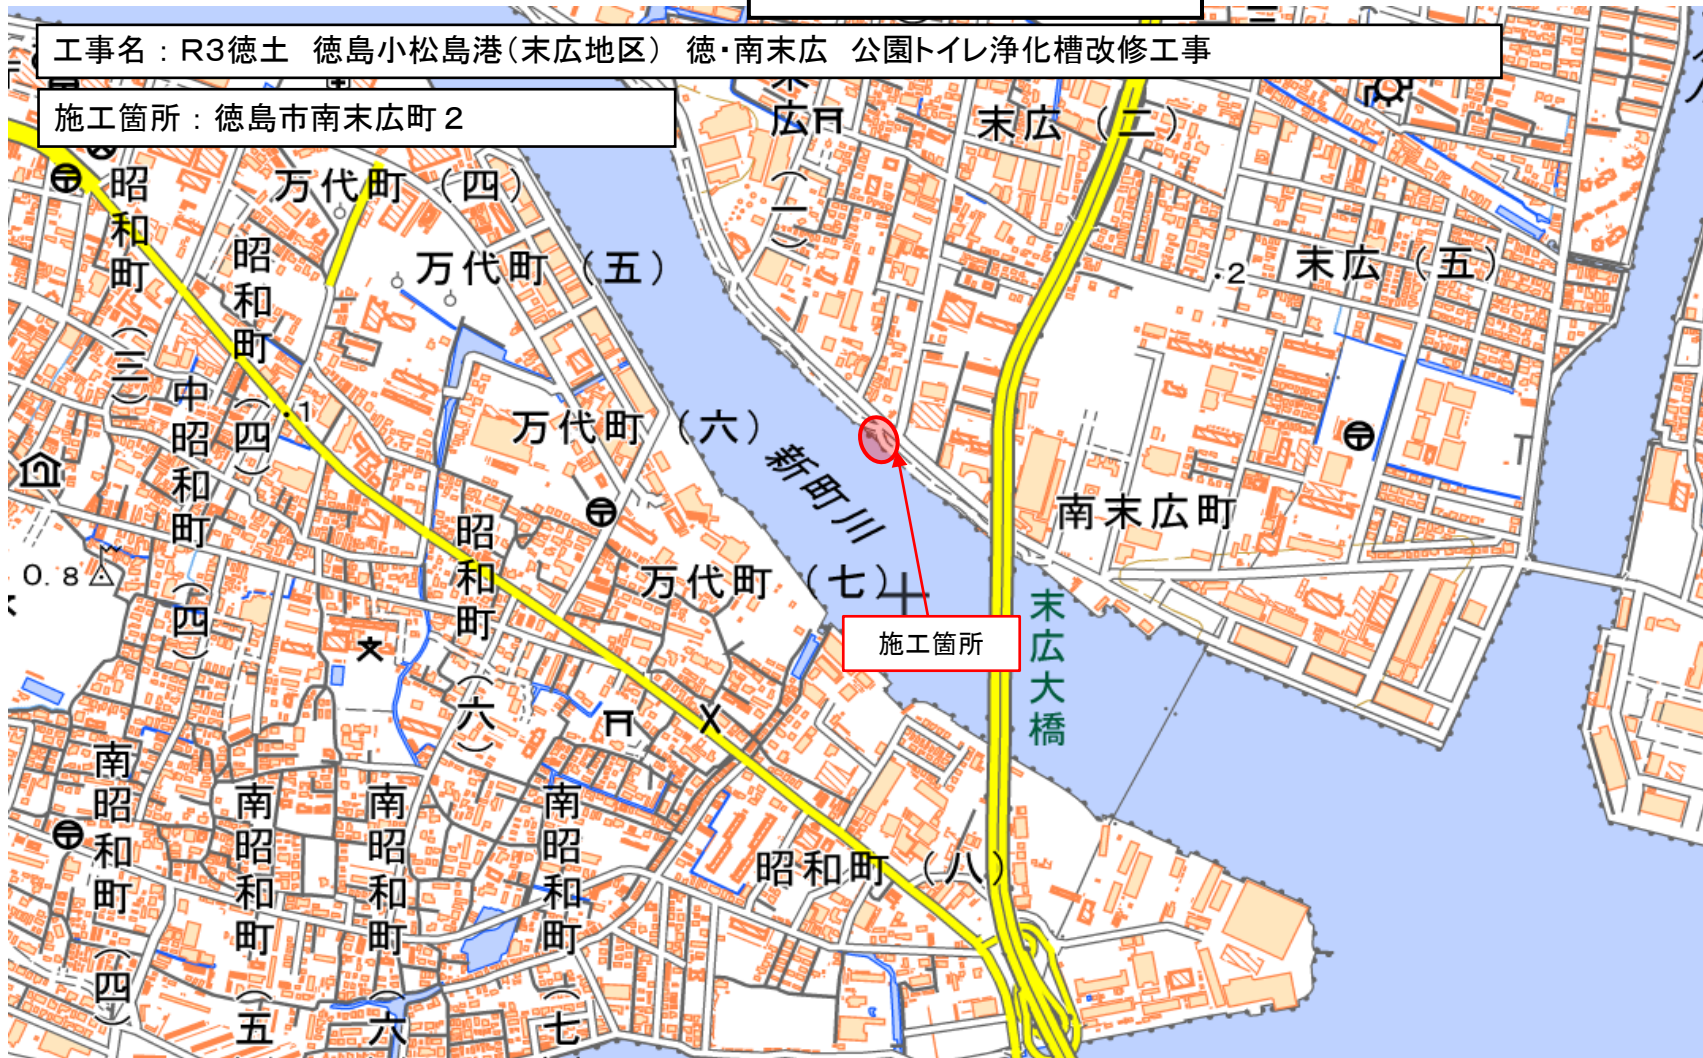 工事名：R3徳土　徳島小松島港（末広地区）　徳・南末広　公園トイレ浄化槽改修工事
施工箇所：徳島市南末広町２
末広（一）
末広（二）
昭和町（三）
万代町（四）
昭和町（四）
万代町（五）
・2
末広（五）
中昭和町（四）
・1
万代町（六）
新町川
南末広町
昭和町（六）
0.8
万代町（七）
施工箇所
末広大橋
南昭和町（四）
南昭和町（五
南昭和町（六
南昭和町（七
昭和町（八）